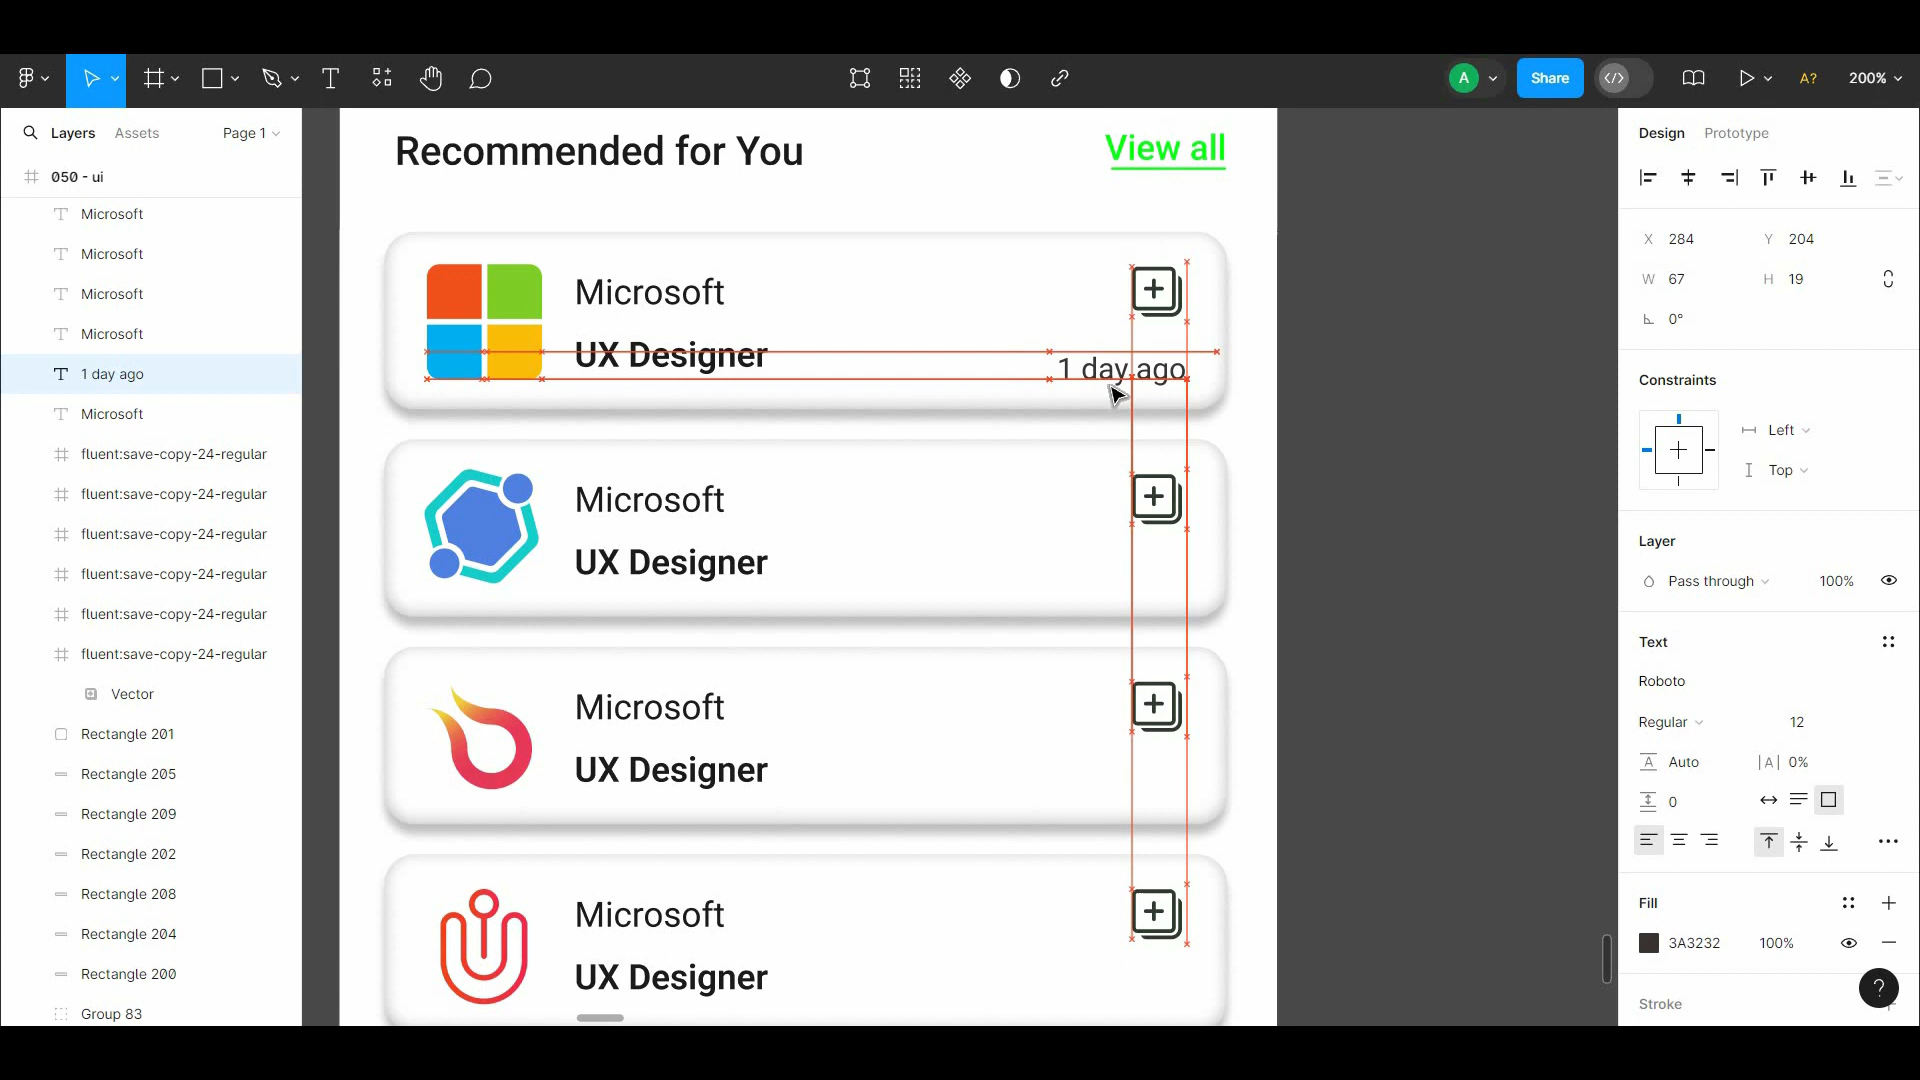 A
Share
A?
200%
Layers
Assets
Page 1
050 - ui
Microsoft
Microsoft
Microsoft
Microsoft
1 day ago
Microsoft
fluent:save-copy-24-regular
fluent:save-copy-24-regular
fluent:save-copy-24-regular
fluent:save-copy-24-regular
fluent:save-copy-24-regular
fluent:save-copy-24-regular
Vector
Rectangle 201
Rectangle 205
Rectangle 209
Rectangle 202
Rectangle 208
Rectangle 204
Rectangle 200
Group 83
Recommended for You
View all
Microsoft
UX Designer
1 day ago
Microsoft
UX Designer
Microsoft
UX Designer
Microsoft
UX Designer
Design
Prototype
X 284
Y 204
W 67
H 19
0°
Constraints
Left
Top
Layer
Pass through
100%
Text
Roboto
Regular
12
A Auto
|A| 0%
0
Fill
3A3232
100%
Stroke
?